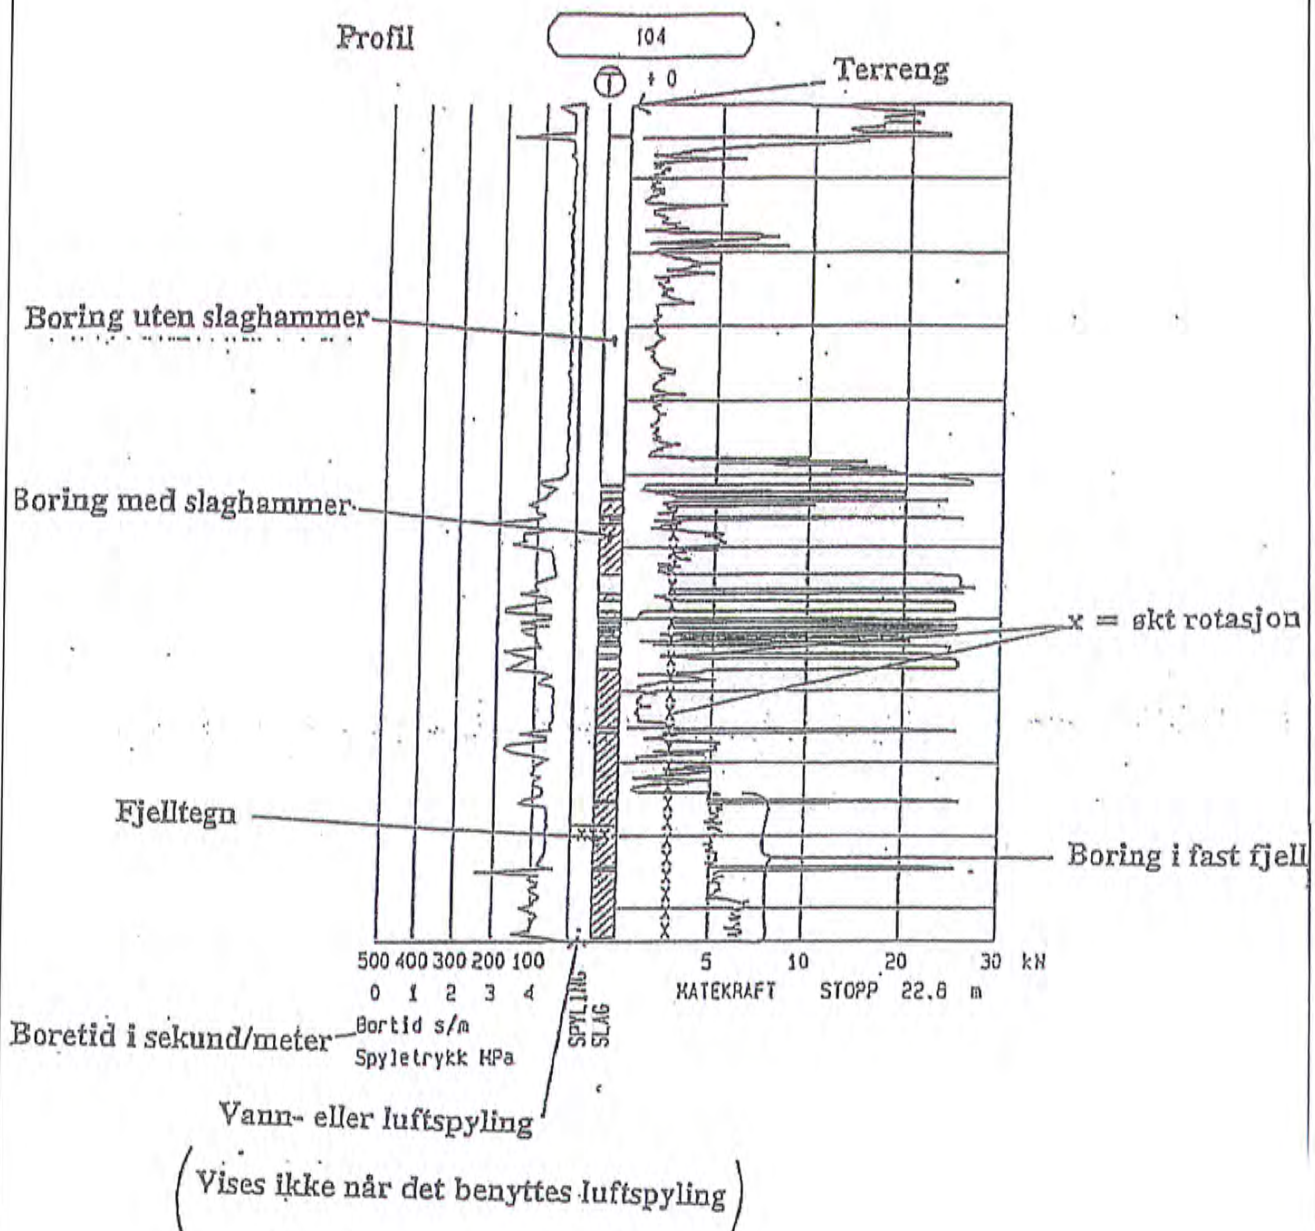 Profil
104
T + 0
Terreng
Boring uten slaghammer
Boring med slaghammer
x = økt rotasjon
Fjelltegn
Boring i fast fjell
500 400 300 200 100
5 10 20 30 kN
0 1 2 3 4
MATEKRAFT STOPP 22.6 m
SPYLING
SLAG
Boretid i sekund/meter
Bortid s/m
Spyletrykk MPa
Vann- eller luftspyling
(Vises ikke når det benyttes luftspyling)